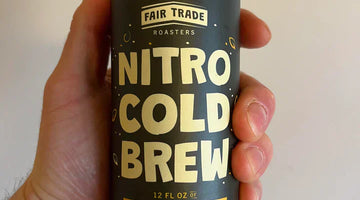 FAIR TRADE
ROASTERS
NITRO
COLD
BREW
12 FL OZ